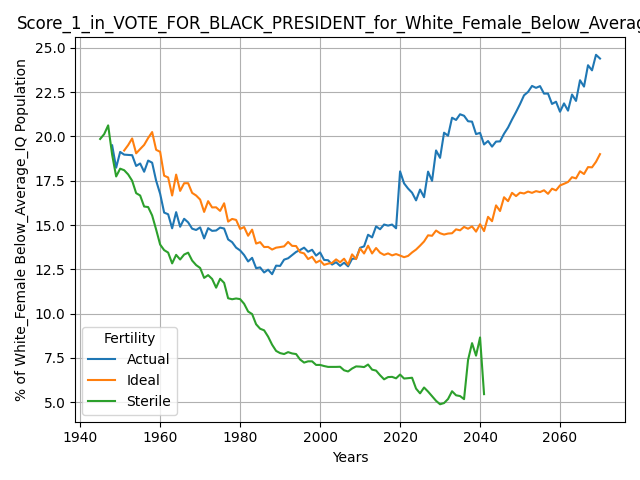 Score_1_in_VOTE_FOR_BLACK_PRESIDENT_for_White_Female_Below_Average
25.0
22.5
20.0
17.5
15.0
12.5
10.0
7.5
5.0
% of White_Female Below_Average_IQ Population
Fertility
Actual
Ideal
Sterile
1940 1960 1980 2000 2020 2040 2060
Years